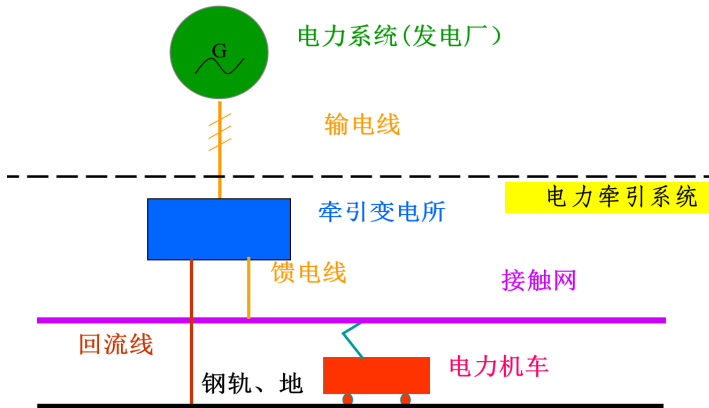 G
电力系统(发电厂）
输电线
电力牵引系统
牵引变电所
馈电线
接触网
回流线
电力机车
钢轨、地